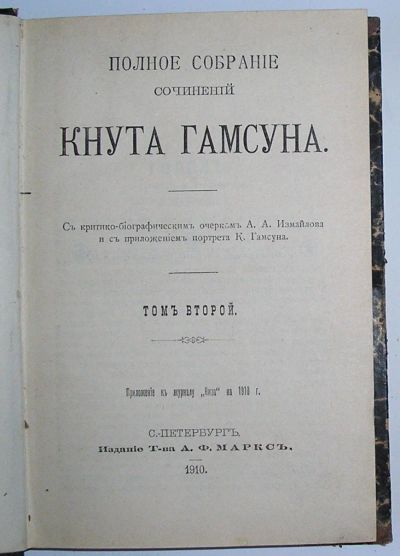 ПОЛНОЕ СОБРАНІЕ
СОЧИНЕНІЙ
КНУТА ГАМСУНА.
Съ критико-біографическимъ очеркомъ А. А. Измайлова
и съ приложеніемъ портрета К. Гамсуна.
ТОМЪ ВТОРОЙ.
Приложеніе къ журналу „Нива“ на 1910 г.
С.-ПЕТЕРБУРГЪ.
Изданіе Т-ва А. Ф. МАРКСЪ.
1910.